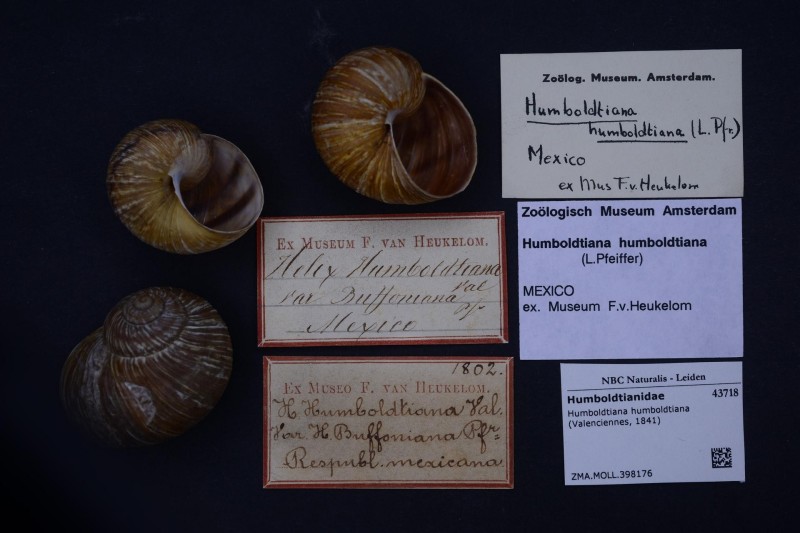 Zoölog. Museum. Amsterdam.
Humboldtiana
humboldtiana (L. Pfr.)
Mexico
ex Mus F.v. Heukelom
Zoölogisch Museum Amsterdam
Humboldtiana humboldtiana
(L.Pfeiffer)
MEXICO
ex. Museum F.v.Heukelom
Ex Museum F. van Heukelom.
Helix Humboldtiana
Val
var Buffoniana
Pfr
Mexico
1802.
Ex Museo F. van Heukelom.
H. Humboldtiana Val.
Var. H. Buffoniana Pfr.
Respubl. mexicana
NBC Naturalis - Leiden
Humboldtianidae 43718
Humboldtiana humboldtiana
(Valenciennes, 1841)
ZMA.MOLL.398176